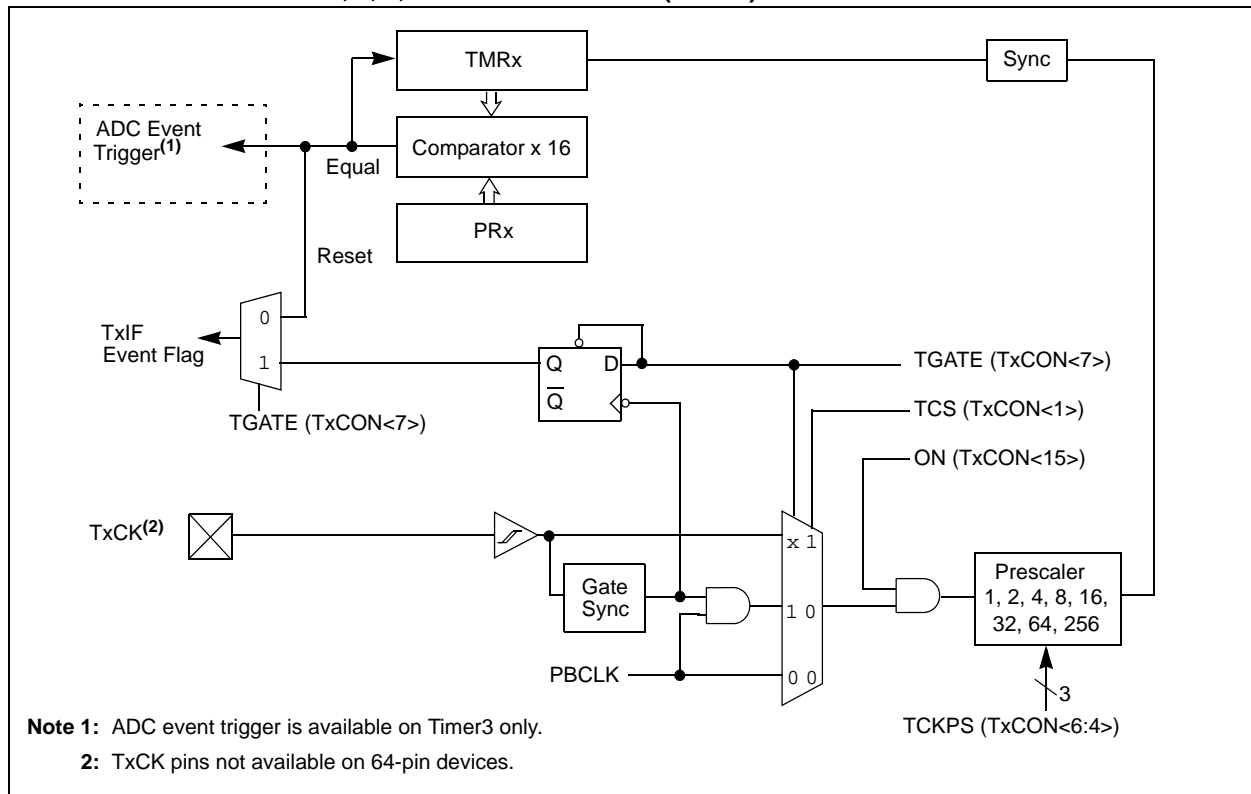 TMRx
Sync
ADC Event
Trigger(1)
Equal
Comparator x 16
PRx
Reset
0
TxIF
Event Flag
1
Q D
Q
TGATE (TxCON<7>)
TGATE (TxCON<7>)
TCS (TxCON<1>)
ON (TxCON<15>)
TxCK(2)
x 1
Gate
Sync
1 0
Prescaler
1, 2, 4, 8, 16,
32, 64, 256
PBCLK
0 0
3
TCKPS (TxCON<6:4>)
Note 1: ADC event trigger is available on Timer3 only.
2: TxCK pins not available on 64-pin devices.